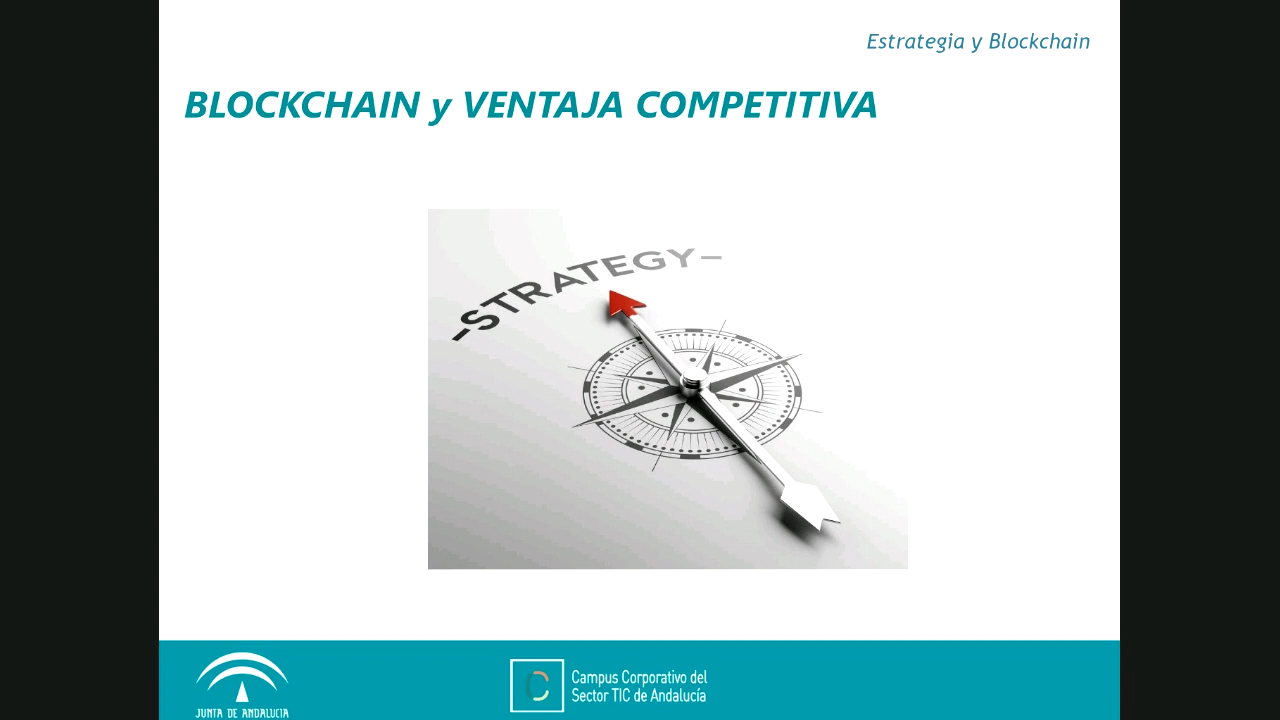 Estrategia y Blockchain
BLOCKCHAIN y VENTAJA COMPETITIVA
-STRATEGY-
JUNTA DE ANDALUCIA
Campus Corporativo del
Sector TIC de Andalucía